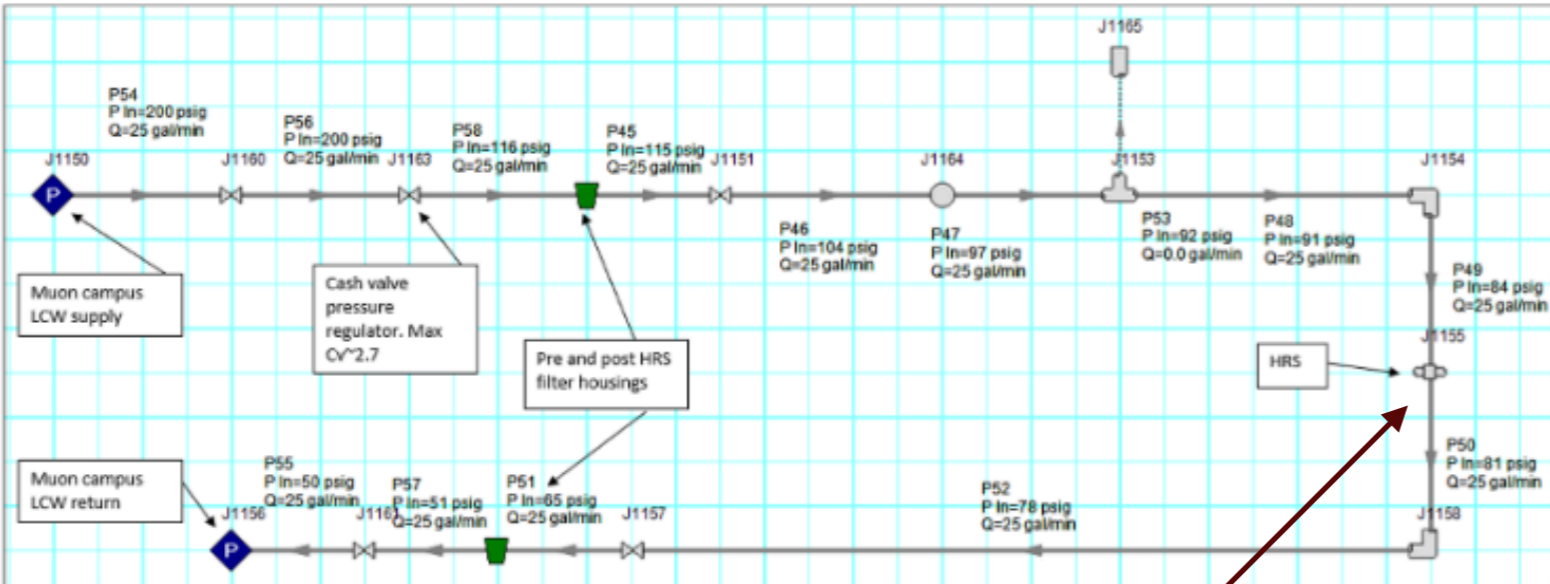 J1165
P54
P In=200 psig
Q=25 gal/min
P56
P In=200 psig
Q=25 gal/min
P58
P In=116 psig
Q=25 gal/min
P45
P In=115 psig
Q=25 gal/min
J1150
J1160
J1163
J1151
J1164
J1153
J1154
P
P46
P In=104 psig
Q=25 gal/min
P47
P In=97 psig
Q=25 gal/min
P53
P In=92 psig
Q=0.0 gal/min
P48
P In=91 psig
Q=25 gal/min
P49
P In=84 psig
Q=25 gal/min
Muon campus
LCW supply
Cash valve
pressure
regulator. Max
Cv~2.7
Pre and post HRS
filter housings
J1155
HRS
P50
P In=81 psig
Q=25 gal/min
Muon campus
LCW return
P55
P In=50 psig
Q=25 gal/min
P57
P In=51 psig
Q=25 gal/min
P51
P In=65 psig
Q=25 gal/min
P52
P In=78 psig
Q=25 gal/min
J1156
J1161
J1157
J1158
P